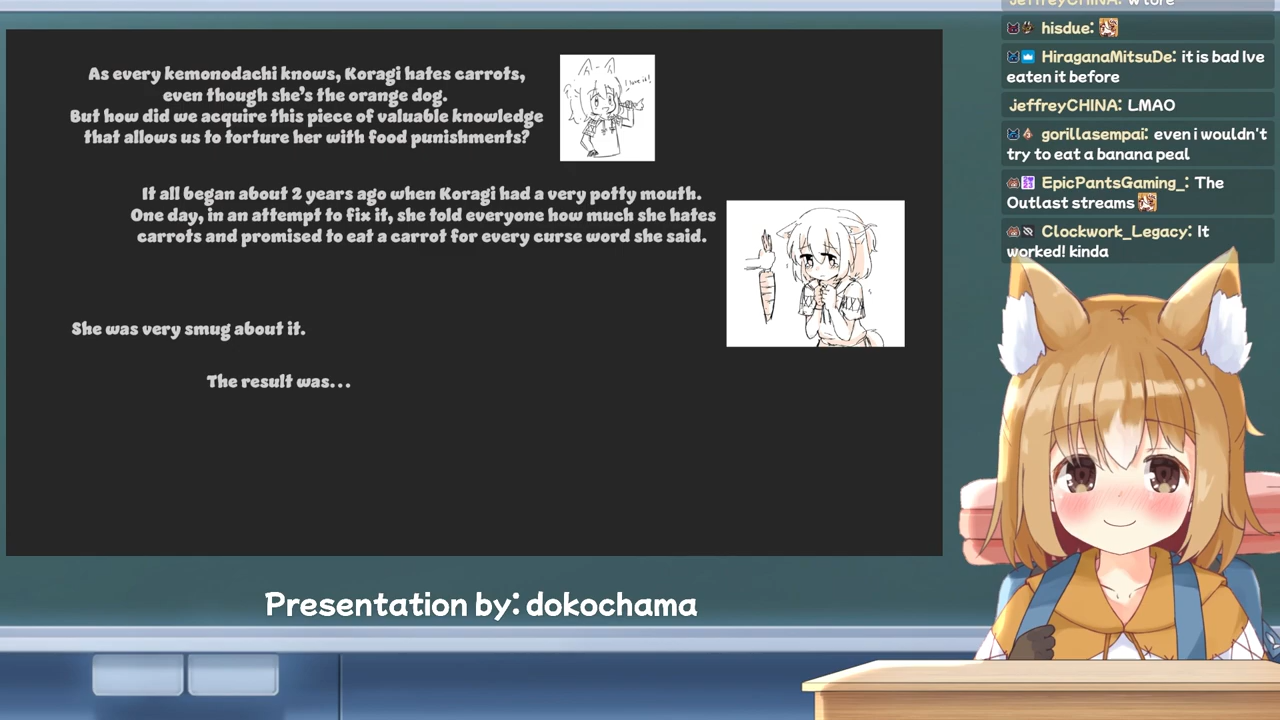 As every kemonodachi knows, Koragi hates carrots,
even though she's the orange dog.
But how did we acquire this piece of valuable knowledge
that allows us to torture her with food punishments?
I love it!
It all began about 2 years ago when Koragi had a very potty mouth.
One day, in an attempt to fix it, she told everyone how much she hates
carrots and promised to eat a carrot for every curse word she said.
She was very smug about it.
The result was...
Presentation by: dokochama
jeffreyCHINA: w lore
hisdue:
HiraganaMitsuDe: it is bad Ive
eaten it before
jeffreyCHINA: LMAO
gorillasempai: even i wouldn't
try to eat a banana peal
EpicPantsGaming_: The
Outlast streams
Clockwork_Legacy: It
worked! kinda